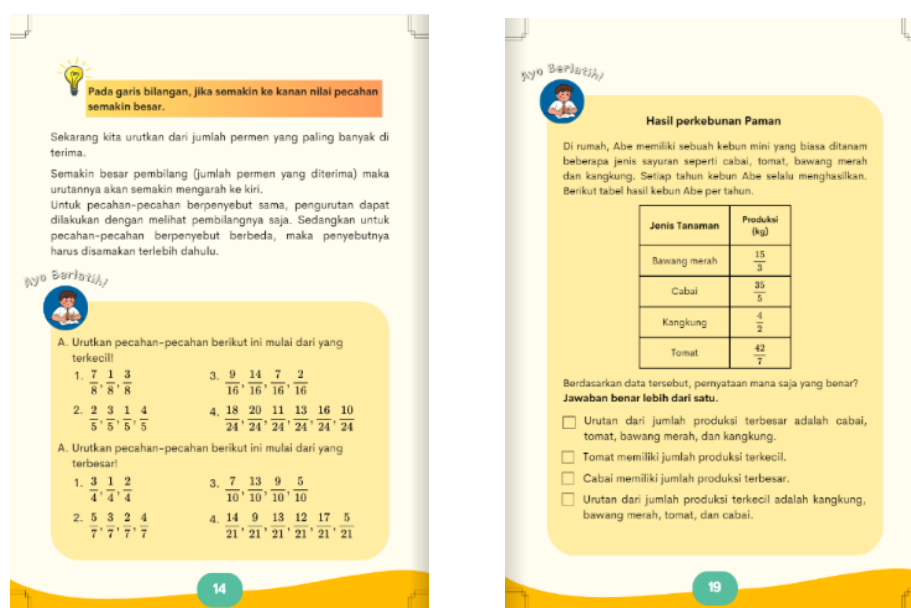 Pada garis bilangan, jika semakin ke kanan nilai pecahan
semakin besar.
Sekarang kita urutkan dari jumlah permen yang paling banyak di
terima.
Semakin besar pembilang (jumlah permen yang diterima) maka
urutannya akan semakin mengarah ke kiri.
Untuk pecahan-pecahan berpenyebut sama, pengurutan dapat
dilakukan dengan melihat pembilangnya saja. Sedangkan untuk
pecahan-pecahan berpenyebut berbeda, maka penyebutnya
harus disamakan terlebih dahulu.
Ayo Berlatih!
A. Urutkan pecahan-pecahan berikut ini mulai dari yang
terkecil!
1. 7/8, 1/8, 3/8
2. 2/5, 3/5, 1/5, 4/5
3. 9/16, 14/16, 7/16, 2/16
4. 18/24, 20/24, 11/24, 13/24, 16/24, 10/24
A. Urutkan pecahan-pecahan berikut ini mulai dari yang
terbesar!
1. 3/4, 1/4, 2/4
2. 5/7, 3/7, 2/7, 4/7
3. 7/10, 13/10, 9/10, 5/10
4. 14/21, 9/21, 13/21, 12/21, 17/21, 5/21
14
Ayo Berlatih!
Hasil perkebunan Paman
Di rumah, Abe memiliki sebuah kebun mini yang biasa ditanam
beberapa jenis sayuran seperti cabai, tomat, bawang merah
dan kangkung. Setiap tahun kebun Abe selalu menghasilkan.
Berikut tabel hasil kebun Abe per tahun.
Jenis Tanaman Produksi
(kg)
Bawang merah 15/3
Cabai 35/5
Kangkung 4/2
Tomat 42/7
Berdasarkan data tersebut, pernyataan mana saja yang benar?
Jawaban benar lebih dari satu.
Urutan dari jumlah produksi terbesar adalah cabai,
tomat, bawang merah, dan kangkung.
Tomat memiliki jumlah produksi terkecil.
Cabai memiliki jumlah produksi terbesar.
Urutan dari jumlah produksi terkecil adalah kangkung,
bawang merah, tomat, dan cabai.
19